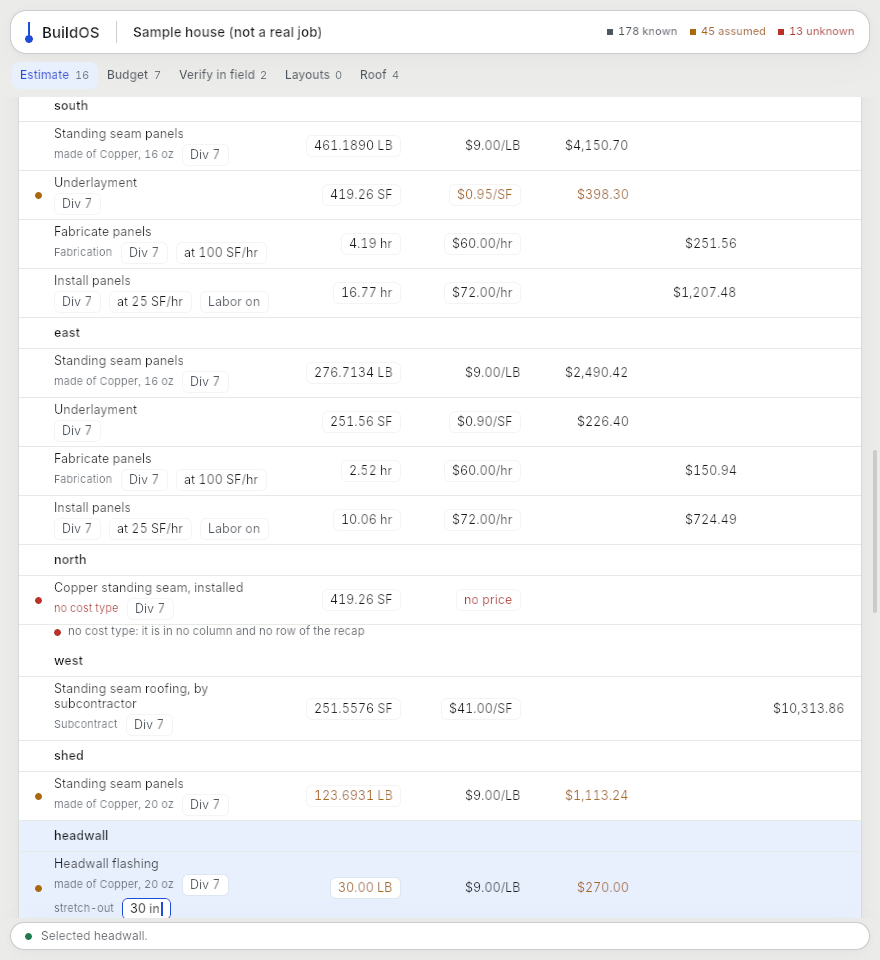 BuildOS Sample house (not a real job) 178 known 45 assumed 13 unknown
Estimate 16 Budget 7 Verify in field 2 Layouts 0 Roof 4
south
Standing seam panels
made of Copper, 16 oz Div 7 461.1890 LB $9.00/LB $4,150.70
Underlayment
Div 7 419.26 SF $0.95/SF $398.30
Fabricate panels
Fabrication Div 7 at 100 SF/hr 4.19 hr $60.00/hr $251.56
Install panels
Div 7 at 25 SF/hr Labor on 16.77 hr $72.00/hr $1,207.48
east
Standing seam panels
made of Copper, 16 oz Div 7 276.7134 LB $9.00/LB $2,490.42
Underlayment
Div 7 251.56 SF $0.90/SF $226.40
Fabricate panels
Fabrication Div 7 at 100 SF/hr 2.52 hr $60.00/hr $150.94
Install panels
Div 7 at 25 SF/hr Labor on 10.06 hr $72.00/hr $724.49
north
Copper standing seam, installed
no cost type Div 7 419.26 SF no price
no cost type: it is in no column and no row of the recap
west
Standing seam roofing, by
subcontractor
Subcontract Div 7 251.5576 SF $41.00/SF $10,313.86
shed
Standing seam panels
made of Copper, 20 oz Div 7 123.6931 LB $9.00/LB $1,113.24
headwall
Headwall flashing
made of Copper, 20 oz Div 7 30.00 LB $9.00/LB $270.00
stretch-out 30 in
Selected headwall.